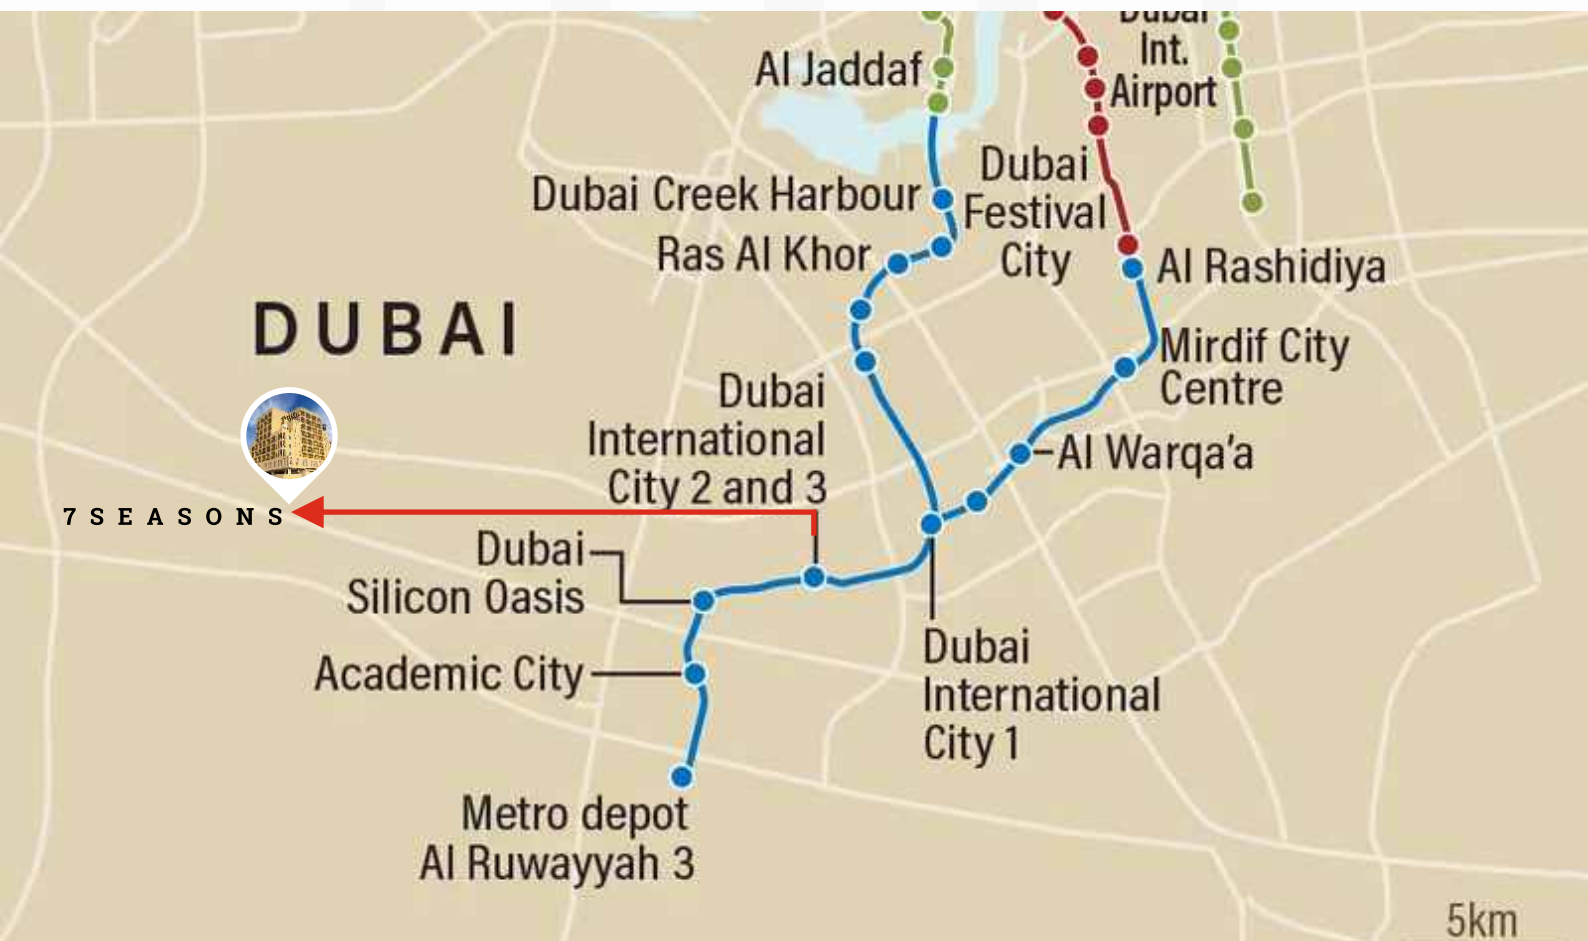 Dubai
Int.
Airport
Al Jaddaf
Dubai
Festival
City
Dubai Creek Harbour
Ras Al Khor
Al Rashidiya
DUBAI
Mirdif City
Centre
Dubai
International
City 2 and 3
Al Warqa'a
7 SEASONS
Dubai
Silicon Oasis
Academic City
Dubai
International
City 1
Metro depot
Al Ruwayyah 3
5km